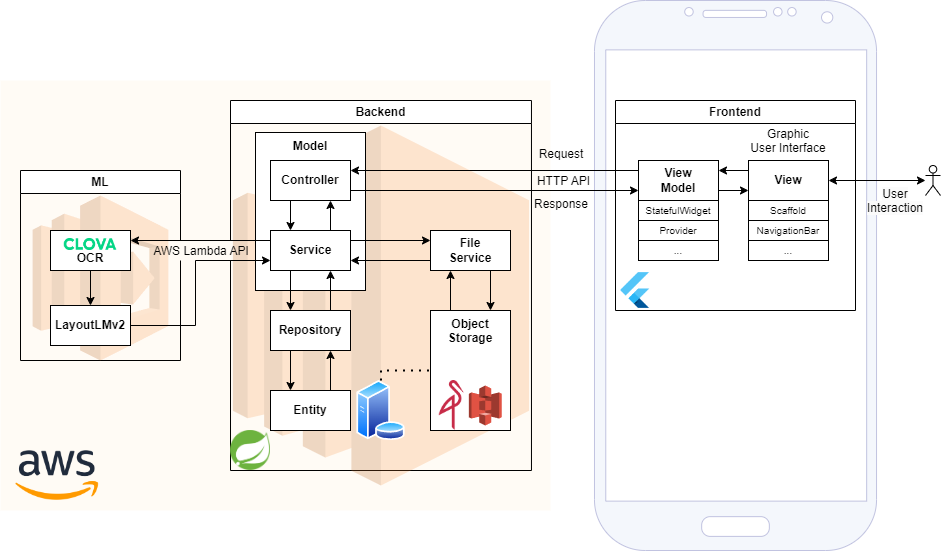 Backend
Frontend
Model
Graphic
User Interface
Controller
Request
HTTP API
Response
View
Model
View
StatefulWidget
Scaffold
Provider
NavigationBar
...
...
User
Interaction
ML
CLOVA
OCR
AWS Lambda API
Service
File
Service
LayoutLMv2
Repository
Object
Storage
Entity
aws